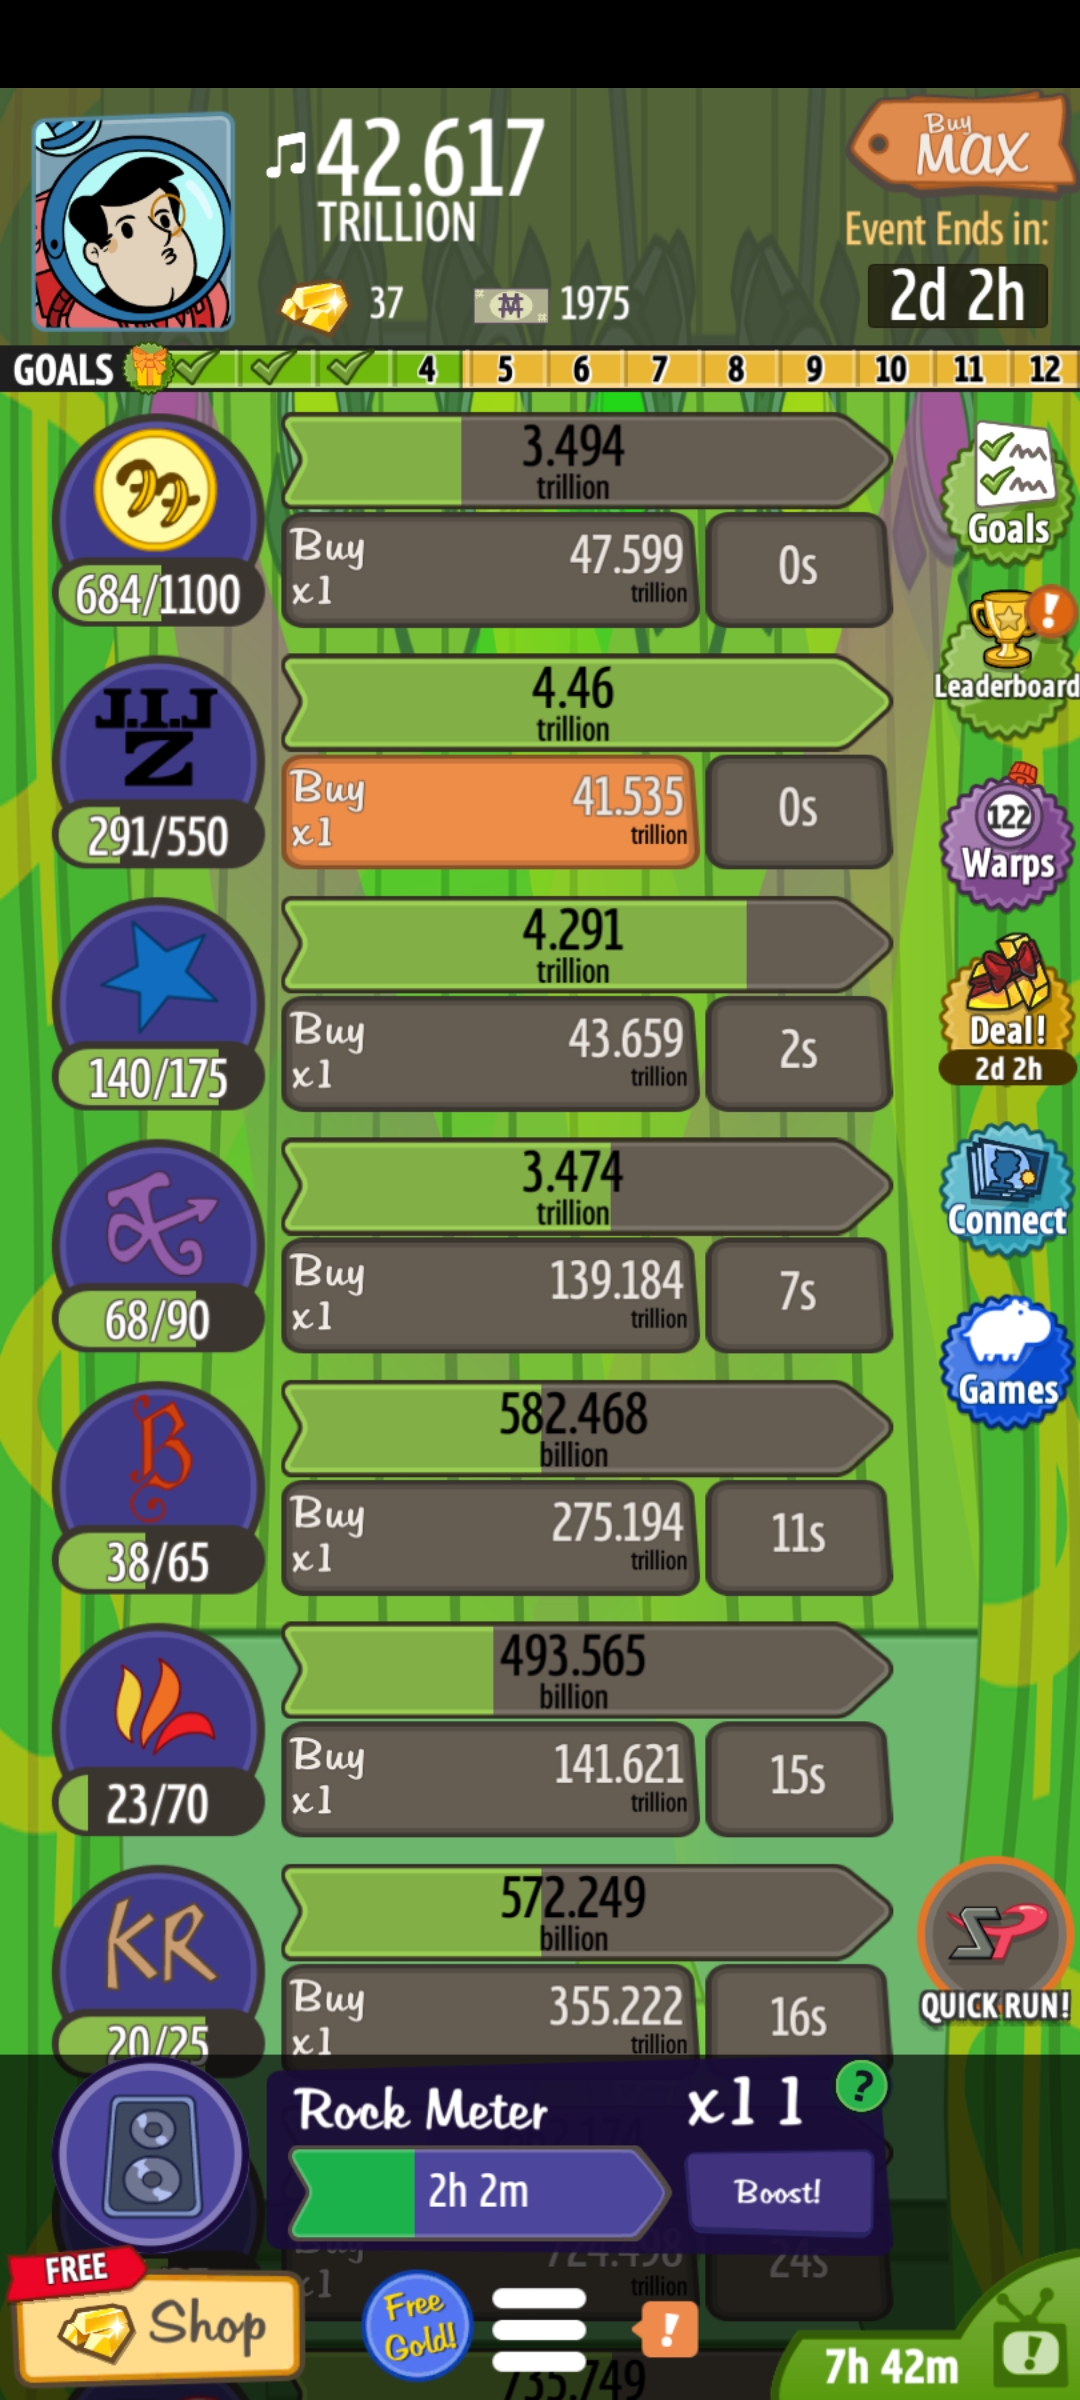 42.617
TRILLION
Buy
MAX
Event Ends in:
2d 2h
37
1975
GOALS
4 5 6 7 8 9 10 11 12
3.494
trillion
684/1100
Buy
x1
47.599
trillion
0s
Goals
J.I.J
Z
4.46
trillion
291/550
Buy
x1
41.535
trillion
0s
Leaderboard
!
122
Warps
4.291
trillion
140/175
Buy
x1
43.659
trillion
2s
Deal!
2d 2h
3.474
trillion
68/90
Buy
x1
139.184
trillion
7s
Connect
Games
B
582.468
billion
38/65
Buy
x1
275.194
trillion
11s
493.565
billion
23/70
Buy
x1
141.621
trillion
15s
KR
572.249
billion
20/25
Buy
x1
355.222
trillion
16s
QUICK RUN!
Rock Meter
x11
?
2h 2m
Boost!
Buy
x1
724.498
trillion
24s
FREE
Shop
Free
Gold!
!
735.749
7h 42m
!